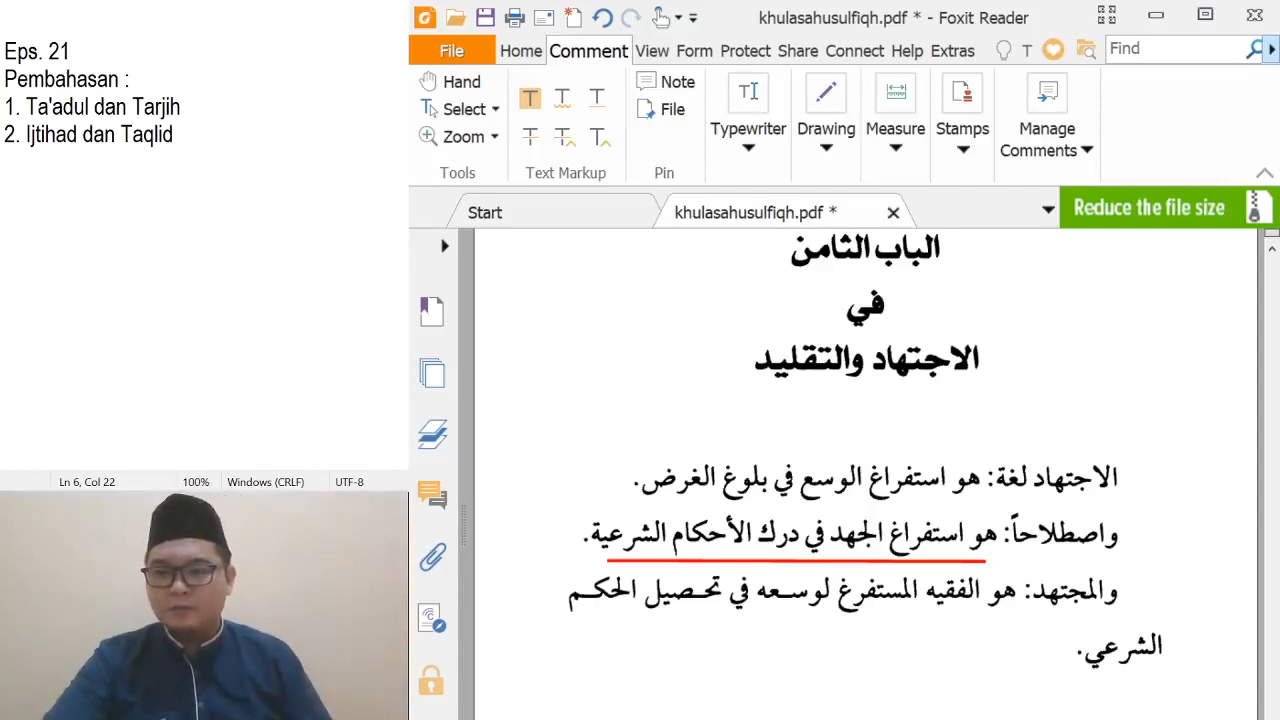 Eps. 21
Pembahasan :
1. Ta'adul dan Tarjih
2. Ijtihad dan Taqlid
Ln 6, Col 22
100%
Windows (CRLF)
UTF-8
khulasahusulfiqh.pdf * - Foxit Reader
File
Home
Comment
View
Form
Protect
Share
Connect
Help
Extras
Find
Hand
Select
Zoom
Tools
Text Markup
Note
File
Pin
Typewriter
Drawing
Measure
Stamps
Manage
Comments
Start
khulasahusulfiqh.pdf *
Reduce the file size
الباب الثامن
في
الاجتهاد والتقليد
الاجتهاد لغة: هو استفراغ الوسع في بلوغ الغرض.
واصطلاحاً: هو استفراغ الجهد في درك الأحكام الشرعية.
والمجتهد: هو الفقيه المستفرغ لوسعه في تحصيل الحكم
الشرعي.